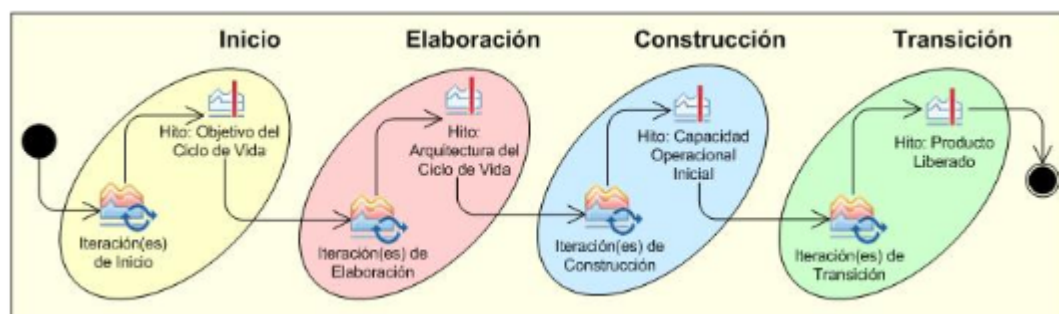 Inicio
Elaboración
Construcción
Transición
Hito: Objetivo del
Ciclo de Vida
Iteración(es)
de Inicio
Hito:
Arquitectura del
Ciclo de Vida
Iteración(es) de
Elaboración
Hito: Capacidad
Operacional
Inicial
Iteración(es) de
Construcción
Hito: Producto
Liberado
Iteración(es) de
Transición